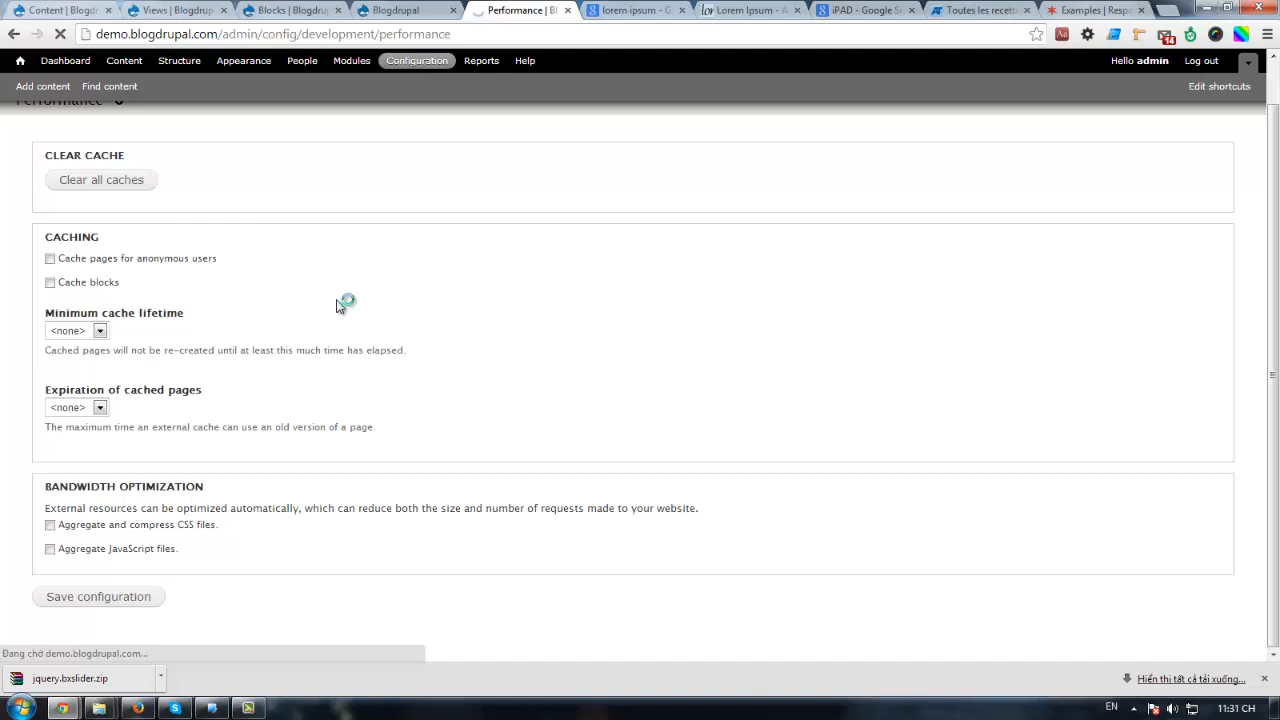 Content | Blogdr
Views | Blogdrup
Blocks | Blogdrup
Blogdrupal
Performance | Bl
lorem ipsum - G
Lorem Ipsum - A
iPAD - Google Se
Toutes les recett
Examples | Respo
demo.blogdrupal.com/admin/config/development/performance
14
Dashboard Content Structure Appearance People Modules Configuration Reports Help
Hello admin Log out
Add content Find content
Edit shortcuts
Performance
CLEAR CACHE
Clear all caches
CACHING
Cache pages for anonymous users
Cache blocks
Minimum cache lifetime
<none>
Cached pages will not be re-created until at least this much time has elapsed.
Expiration of cached pages
<none>
The maximum time an external cache can use an old version of a page.
BANDWIDTH OPTIMIZATION
External resources can be optimized automatically, which can reduce both the size and number of requests made to your website.
Aggregate and compress CSS files.
Aggregate JavaScript files.
Save configuration
Đang chờ demo.blogdrupal.com...
jquery.bxslider.zip
Hiển thị tất cả tải xuống...
EN
11:31 CH